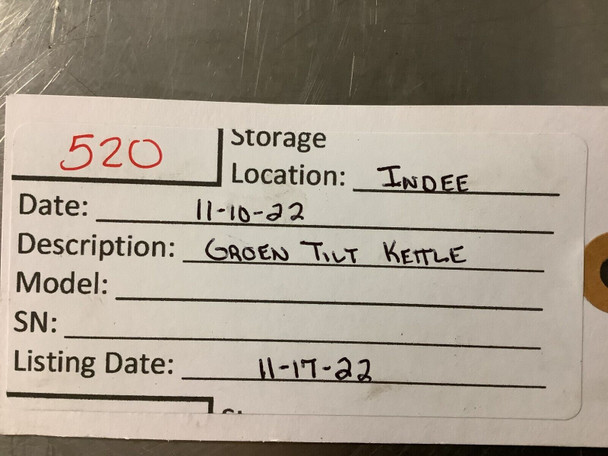 520
Storage
Location: INDEE
Date: 11-10-22
Description: GROEN TILT KETTLE
Model:
SN:
Listing Date: 11-17-22